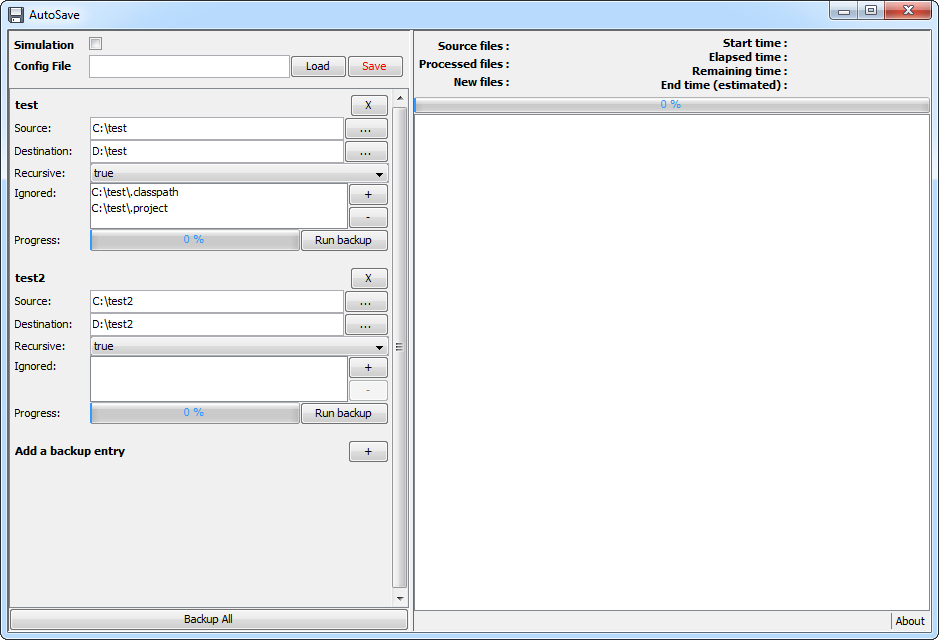 AutoSave
Simulation
Config File
Load
Save
test
X
Source:
C:\test
...
Destination:
D:\test
...
Recursive:
true
Ignored:
C:\test\.classpath
C:\test\.project
+
-
Progress:
0 %
Run backup
test2
X
Source:
C:\test2
...
Destination:
D:\test2
...
Recursive:
true
Ignored:
+
-
Progress:
0 %
Run backup
Add a backup entry
+
Backup All
Source files :
Processed files :
New files :
Start time :
Elapsed time :
Remaining time :
End time (estimated) :
0 %
About